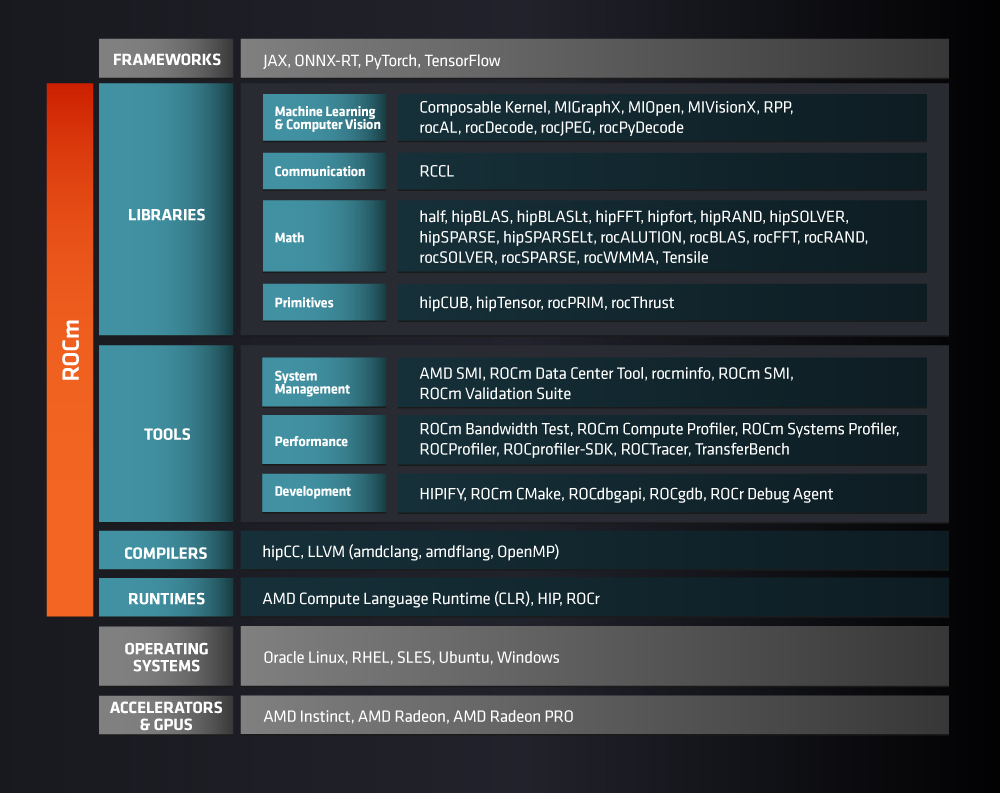 FRAMEWORKS
JAX, ONNX-RT, PyTorch, TensorFlow
ROCm
LIBRARIES
Machine Learning
& Computer Vision
Composable Kernel, MIGraphX, MIOpen, MIVisionX, RPP,
rocAL, rocDecode, rocJPEG, rocPyDecode
Communication
RCCL
Math
half, hipBLAS, hipBLASLt, hipFFT, hipfort, hipRAND, hipSOLVER,
hipSPARSE, hipSPARSELt, rocALUTION, rocBLAS, rocFFT, rocRAND,
rocSOLVER, rocSPARSE, rocWMMA, Tensile
Primitives
hipCUB, hipTensor, rocPRIM, rocThrust
TOOLS
System
Management
AMD SMI, ROCm Data Center Tool, rocminfo, ROCm SMI,
ROCm Validation Suite
Performance
ROCm Bandwidth Test, ROCm Compute Profiler, ROCm Systems Profiler,
ROCProfiler, ROCprofiler-SDK, ROCTracer, TransferBench
Development
HIPIFY, ROCm CMake, ROCdbgapi, ROCgdb, ROCr Debug Agent
COMPILERS
hipCC, LLVM (amdclang, amdflang, OpenMP)
RUNTIMES
AMD Compute Language Runtime (CLR), HIP, ROCr
OPERATING
SYSTEMS
Oracle Linux, RHEL, SLES, Ubuntu, Windows
ACCELERATORS
& GPUS
AMD Instinct, AMD Radeon, AMD Radeon PRO